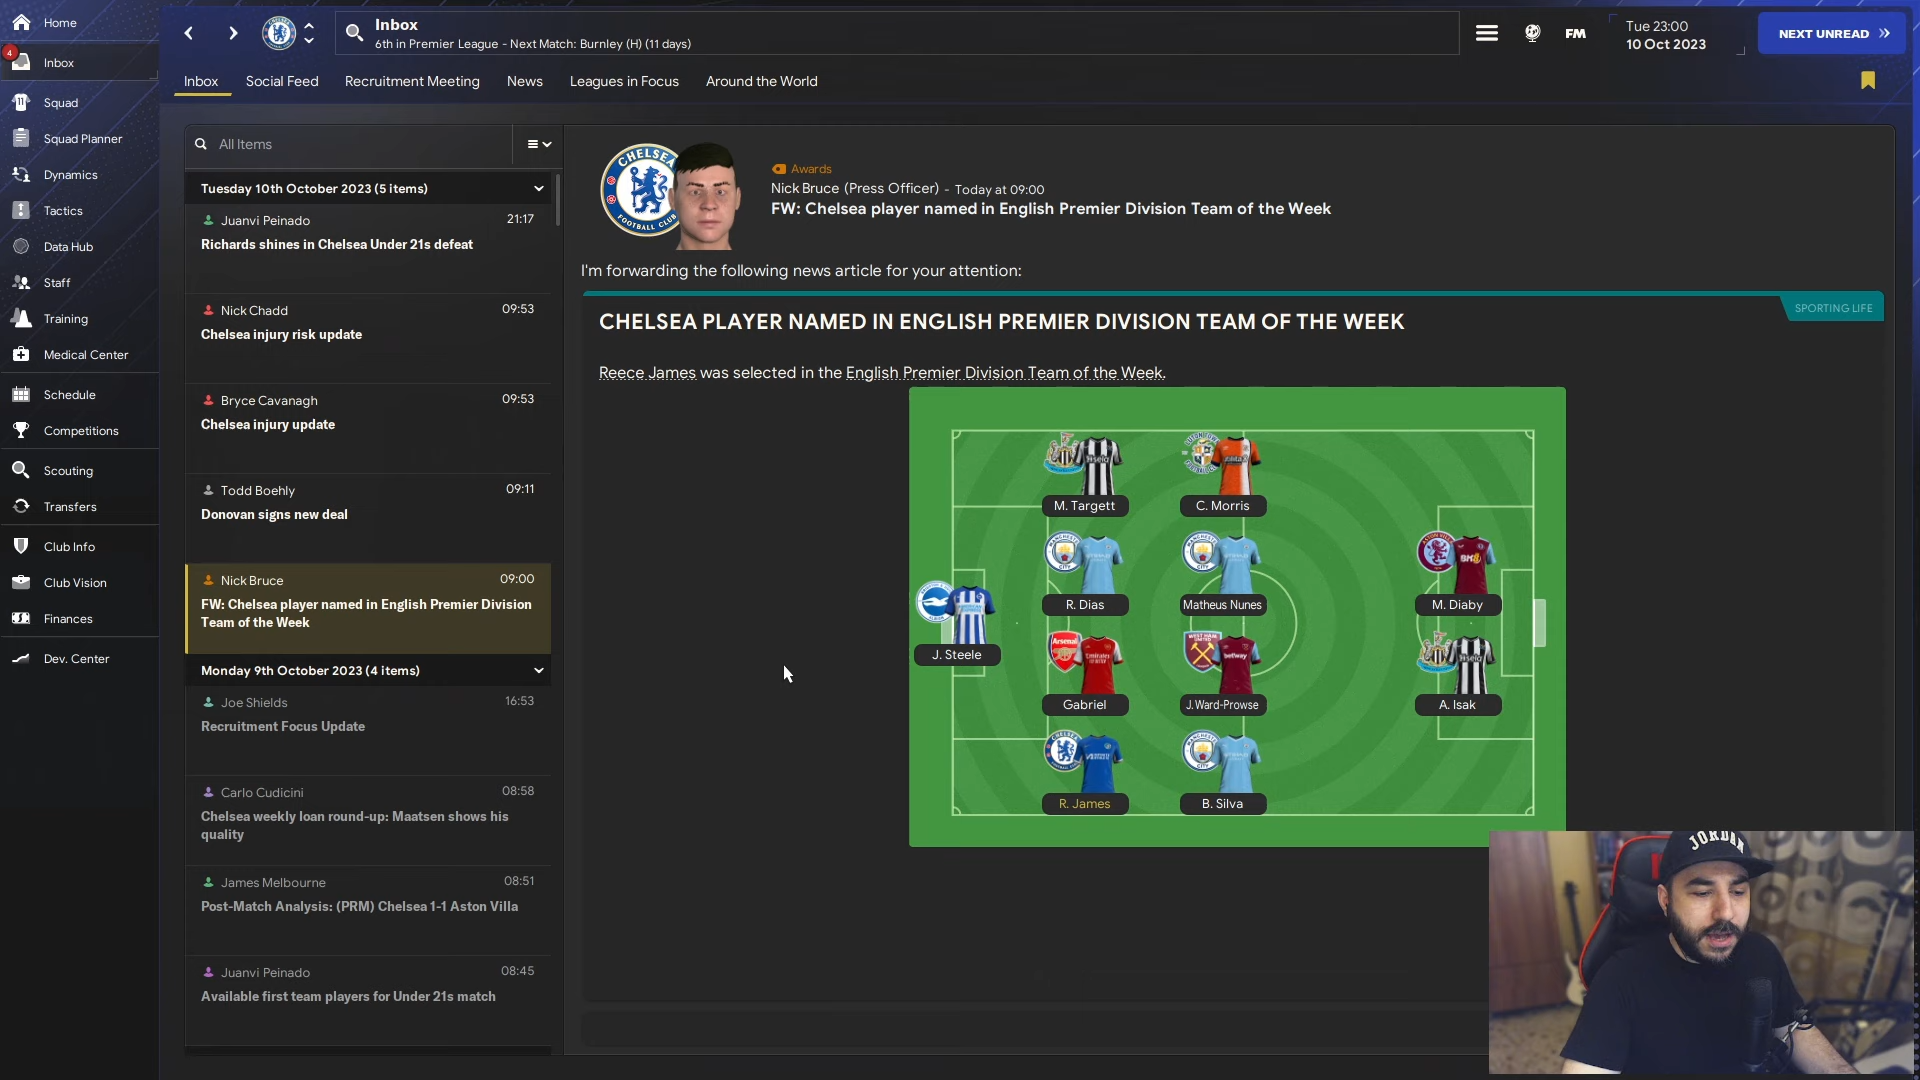 Home
4
Inbox
Squad
Squad Planner
Dynamics
Tactics
Data Hub
Staff
Training
Medical Center
Schedule
Competitions
Scouting
Transfers
Club Info
Club Vision
Finances
Dev. Center
Inbox
6th in Premier League - Next Match: Burnley (H) (11 days)
FM
Tue 23:00
10 Oct 2023
NEXT UNREAD
Inbox
Social Feed
Recruitment Meeting
News
Leagues in Focus
Around the World
All Items
Tuesday 10th October 2023 (5 items)
Juanvi Peinado 21:17
Richards shines in Chelsea Under 21s defeat
Nick Chadd 09:53
Chelsea injury risk update
Bryce Cavanagh 09:53
Chelsea injury update
Todd Boehly 09:11
Donovan signs new deal
Nick Bruce 09:00
FW: Chelsea player named in English Premier Division
Team of the Week
Monday 9th October 2023 (4 items)
Joe Shields 16:53
Recruitment Focus Update
Carlo Cudicini 08:58
Chelsea weekly loan round-up: Maatsen shows his
quality
James Melbourne 08:51
Post-Match Analysis: (PRM) Chelsea 1-1 Aston Villa
Juanvi Peinado 08:45
Available first team players for Under 21s match
CHELSEA
FOOTBALL CLUB
Awards
Nick Bruce (Press Officer) - Today at 09:00
FW: Chelsea player named in English Premier Division Team of the Week
I'm forwarding the following news article for your attention:
SPORTING LIFE
CHELSEA PLAYER NAMED IN ENGLISH PREMIER DIVISION TEAM OF THE WEEK
Reece James was selected in the English Premier Division Team of the Week.
M. Targett
C. Morris
R. Dias
Matheus Nunes
M. Diaby
J. Steele
Arsenal
betway
Gabriel
J. Ward-Prowse
A. Isak
R. James
B. Silva
JORDAN